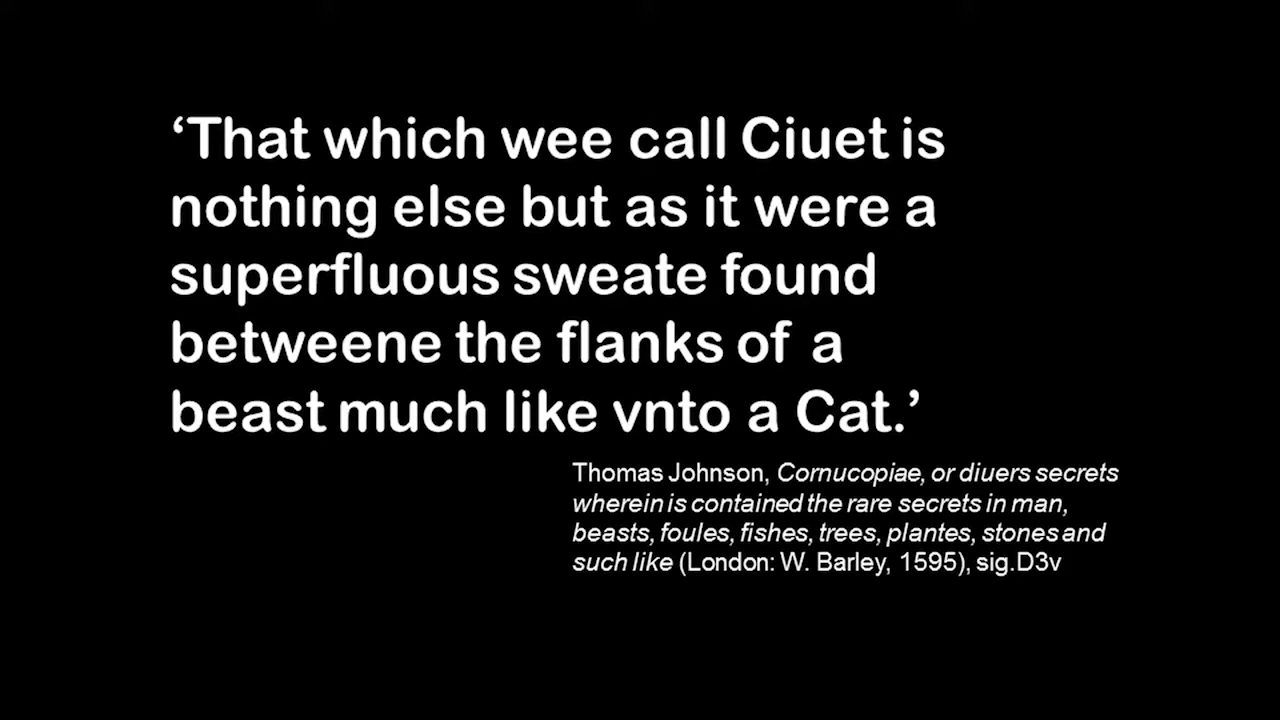 ‘That which wee call Ciuet is
nothing else but as it were a
superfluous sweate found
betweene the flanks of a
beast much like vnto a Cat.’
Thomas Johnson, Cornucopiae, or diuers secrets
wherein is contained the rare secrets in man,
beasts, foules, fishes, trees, plantes, stones and
such like (London: W. Barley, 1595), sig.D3v